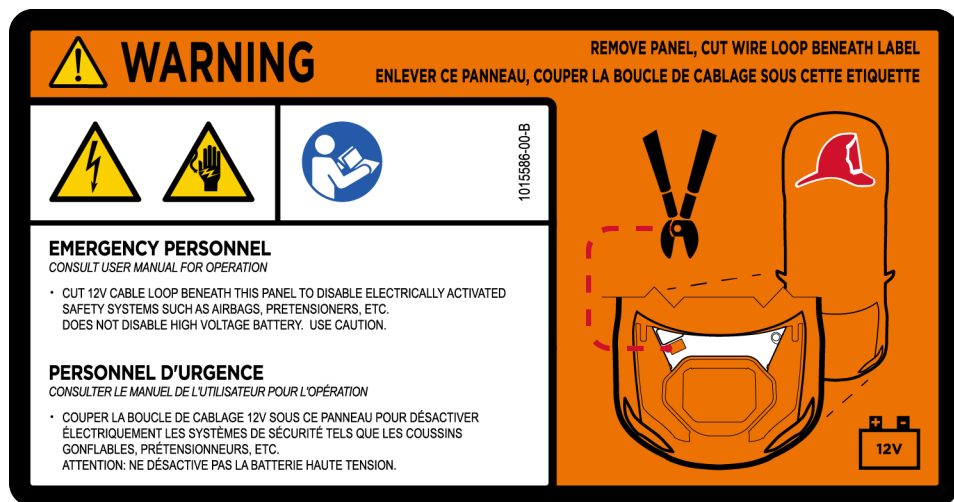 WARNING
REMOVE PANEL, CUT WIRE LOOP BENEATH LABEL
ENLEVER CE PANNEAU, COUPER LA BOUCLE DE CABLAGE SOUS CETTE ETIQUETTE
1015586-00-B
EMERGENCY PERSONNEL
CONSULT USER MANUAL FOR OPERATION
· CUT 12V CABLE LOOP BENEATH THIS PANEL TO DISABLE ELECTRICALLY ACTIVATED
SAFETY SYSTEMS SUCH AS AIRBAGS, PRETENSIONERS, ETC.
DOES NOT DISABLE HIGH VOLTAGE BATTERY. USE CAUTION.
PERSONNEL D'URGENCE
CONSULTER LE MANUEL DE L'UTILISATEUR POUR L'OPÉRATION
· COUPER LA BOUCLE DE CABLAGE 12V SOUS CE PANNEAU POUR DÉSACTIVER
ÉLECTRIQUEMENT LES SYSTÈMES DE SÉCURITÉ TELS QUE LES COUSSINS
GONFLABLES, PRÉTENSIONNEURS, ETC.
ATTENTION: NE DÉSACTIVE PAS LA BATTERIE HAUTE TENSION.
12V